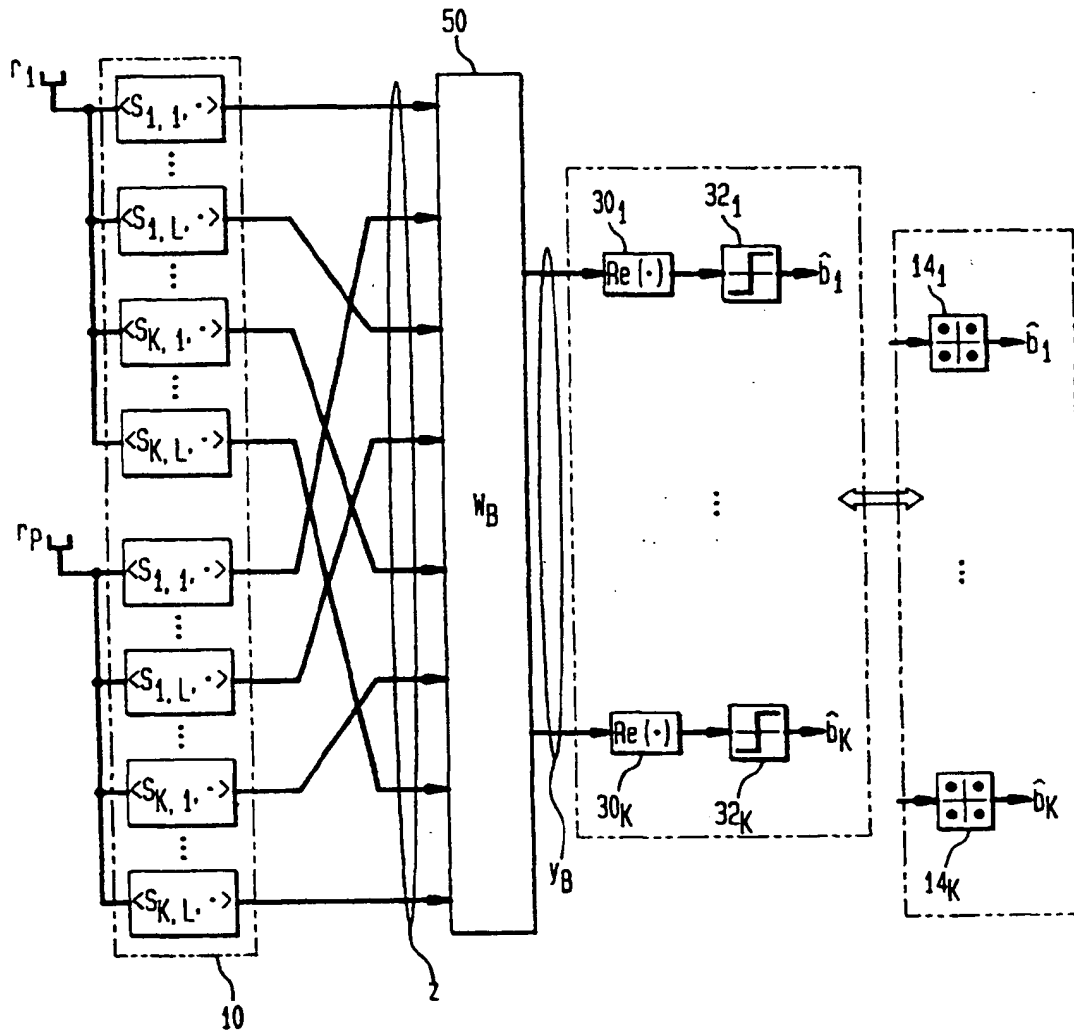 50
r1
<S1,1, ·>
<S1,L, ·>
<SK,1, ·>
<SK,L, ·>
rP
<S1,1, ·>
<S1,L, ·>
<SK,1, ·>
<SK,L, ·>
10
z
WB
yB
301
Re(·)
321
b̂1
Re(·)
30K
32K
b̂K
141
b̂1
b̂K
14K